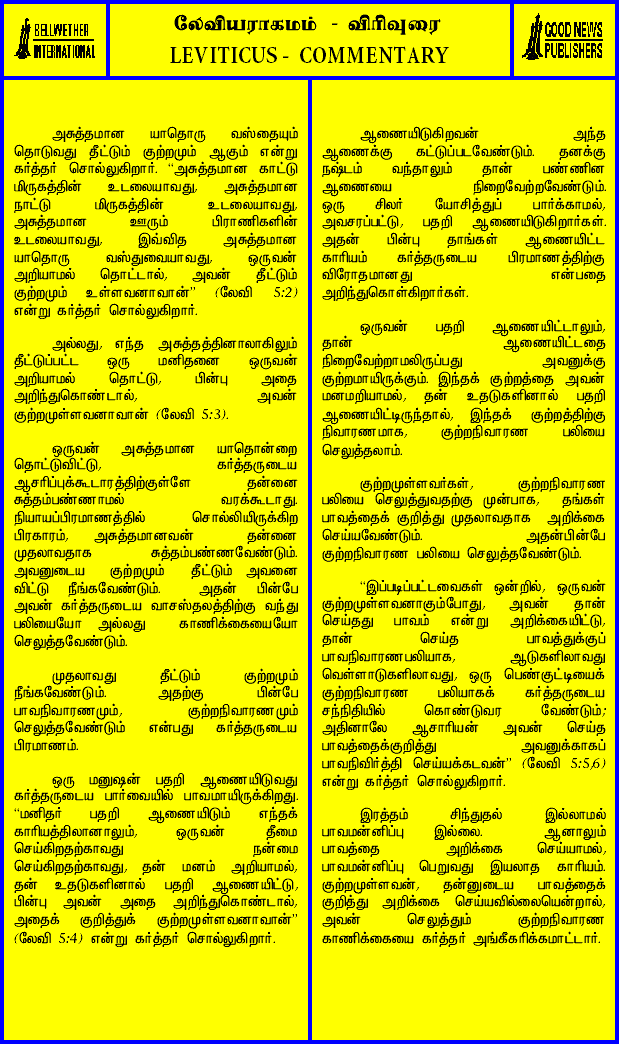 BELLWETHER
INTERNATIONAL
லேவியராகமம் - விரிவுரை
LEVITICUS - COMMENTARY
GOOD NEWS
PUBLISHERS
அசுத்தமான யாதொரு வஸ்தையும்
தொடுவது தீட்டும் குற்றமும் ஆகும் என்று
கர்த்தர் சொல்லுகிறார். “அசுத்தமான காட்டு
மிருகத்தின் உடலையாவது, அசுத்தமான
நாட்டு மிருகத்தின் உடலையாவது,
அசுத்தமான ஊரும் பிராணிகளின்
உடலையாவது, இவ்வித அசுத்தமான
யாதொரு வஸ்துவையாவது, ஒருவன்
அறியாமல் தொட்டால், அவன் தீட்டும்
குற்றமும் உள்ளவனாவான்” (லேவி 5:2)
என்று கர்த்தர் சொல்லுகிறார்.
அல்லது, எந்த அசுத்தத்தினாலாகிலும்
தீட்டுப்பட்ட ஒரு மனிதனை ஒருவன்
அறியாமல் தொட்டு, பின்பு அதை
அறிந்துகொண்டால், அவன்
குற்றமுள்ளவனாவான் (லேவி 5:3).
ஒருவன் அசுத்தமான யாதொன்றை
தொட்டுவிட்டு, கர்த்தருடைய
ஆசரிப்புக்கூடாரத்திற்குள்ளே தன்னை
சுத்தம்பண்ணாமல் வரக்கூடாது.
நியாயப்பிரமாணத்தில் சொல்லியிருக்கிற
பிரகாரம், அசுத்தமானவன் தன்னை
முதலாவதாக சுத்தம்பண்ணவேண்டும்.
அவனுடைய குற்றமும் தீட்டும் அவனை
விட்டு நீங்கவேண்டும். அதன் பின்பே
அவன் கர்த்தருடைய வாசஸ்தலத்திற்கு வந்து
பலியையோ அல்லது காணிக்கையையோ
செலுத்தவேண்டும்.
முதலாவது தீட்டும் குற்றமும்
நீங்கவேண்டும். அதற்கு பின்பே
பாவநிவாரணமும், குற்றநிவாரணமும்
செலுத்தவேண்டும் என்பது கர்த்தருடைய
பிரமாணம்.
ஒரு மனுஷன் பதறி ஆணையிடுவது
கர்த்தருடைய பார்வையில் பாவமாயிருக்கிறது.
“மனிதர் பதறி ஆணையிடும் எந்தக்
காரியத்திலானாலும், ஒருவன் தீமை
செய்கிறதற்காவது நன்மை
செய்கிறதற்காவது, தன் மனம் அறியாமல்,
தன் உதடுகளினால் பதறி ஆணையிட்டு,
பின்பு அவன் அதை அறிந்துகொண்டால்,
அதைக் குறித்துக் குற்றமுள்ளவனாவான்”
(லேவி 5:4) என்று கர்த்தர் சொல்லுகிறார்.
ஆணையிடுகிறவன் அந்த
ஆணைக்கு கட்டுப்படவேண்டும். தனக்கு
நஷ்டம் வந்தாலும் தான் பண்ணின
ஆணையை நிறைவேற்றவேண்டும்.
ஒரு சிலர் யோசித்துப் பார்க்காமல்,
அவசரப்பட்டு, பதறி ஆணையிடுகிறார்கள்.
அதன் பின்பு தாங்கள் ஆணையிட்ட
காரியம் கர்த்தருடைய பிரமாணத்திற்கு
விரோதமானது என்பதை
அறிந்துகொள்கிறார்கள்.
ஒருவன் பதறி ஆணையிட்டாலும்,
தான் ஆணையிட்டதை
நிறைவேற்றாமலிருப்பது அவனுக்கு
குற்றமாயிருக்கும். இந்தக் குற்றத்தை அவன்
மனமறியாமல், தன் உதடுகளினால் பதறி
ஆணையிட்டிருந்தால், இந்தக் குற்றத்திற்கு
நிவாரணமாக, குற்றநிவாரண பலியை
செலுத்தலாம்.
குற்றமுள்ளவர்கள், குற்றநிவாரண
பலியை செலுத்துவதற்கு முன்பாக, தங்கள்
பாவத்தைக் குறித்து முதலாவதாக அறிக்கை
செய்யவேண்டும். அதன்பின்பே
குற்றநிவாரண பலியை செலுத்தவேண்டும்.
“இப்படிப்பட்டவைகள் ஒன்றில், ஒருவன்
குற்றமுள்ளவனாகும்போது, அவன் தான்
செய்தது பாவம் என்று அறிக்கையிட்டு,
தான் செய்த பாவத்துக்குப்
பாவநிவாரணபலியாக, ஆடுகளிலாவது
வெள்ளாடுகளிலாவது, ஒரு பெண்குட்டியைக்
குற்றநிவாரண பலியாகக் கர்த்தருடைய
சந்நிதியில் கொண்டுவர வேண்டும்;
அதினாலே ஆசாரியன் அவன் செய்த
பாவத்தைக்குறித்து அவனுக்காகப்
பாவநிவிர்த்தி செய்யக்கடவன்” (லேவி 5:5,6)
என்று கர்த்தர் சொல்லுகிறார்.
இரத்தம் சிந்துதல் இல்லாமல்
பாவமன்னிப்பு இல்லை. ஆனாலும்
பாவத்தை அறிக்கை செய்யாமல்,
பாவமன்னிப்பு பெறுவது இயலாத காரியம்.
குற்றமுள்ளவன், தன்னுடைய பாவத்தைக்
குறித்து அறிக்கை செய்யவில்லையென்றால்,
அவன் செலுத்தும் குற்றநிவாரண
காணிக்கையை கர்த்தர் அங்கீகரிக்கமாட்டார்.